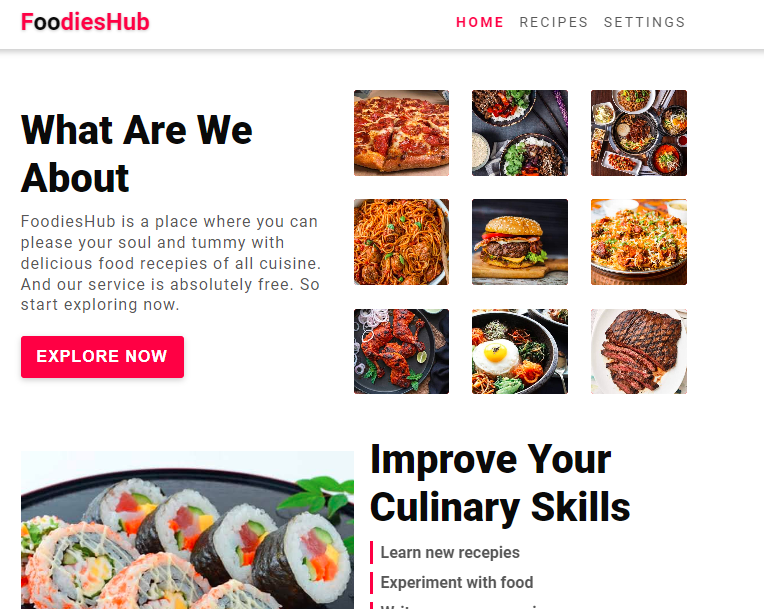 FoodiesHub
HOME RECIPES SETTINGS
What Are We
About
FoodiesHub is a place where you can
please your soul and tummy with
delicious food recepies of all cuisine.
And our service is absolutely free. So
start exploring now.
EXPLORE NOW
Improve Your
Culinary Skills
Learn new recepies
Experiment with food